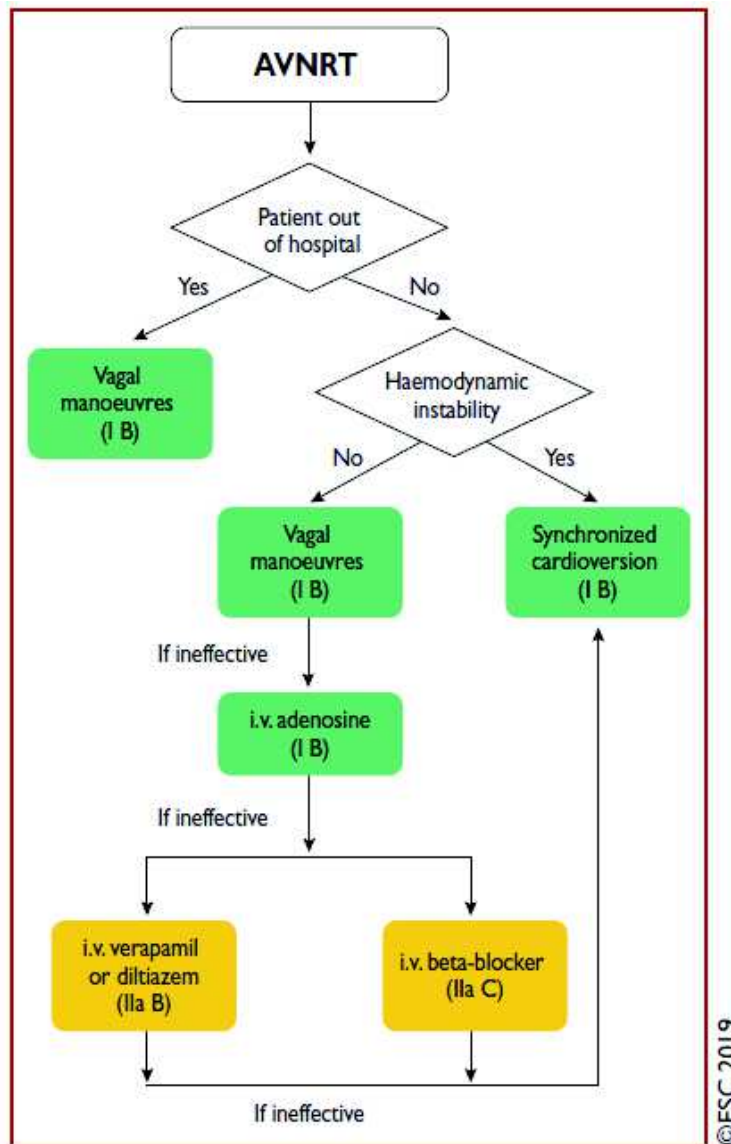 AVNRT
Patient out
of hospital
Yes
No
Vagal
manoeuvres
(I B)
Haemodynamic
instability
No
Yes
Vagal
manoeuvres
(I B)
Synchronized
cardioversion
(I B)
If ineffective
i.v. adenosine
(I B)
If ineffective
i.v. verapamil
or diltiazem
(IIa B)
i.v. beta-blocker
(IIa C)
If ineffective
©ESC 2019